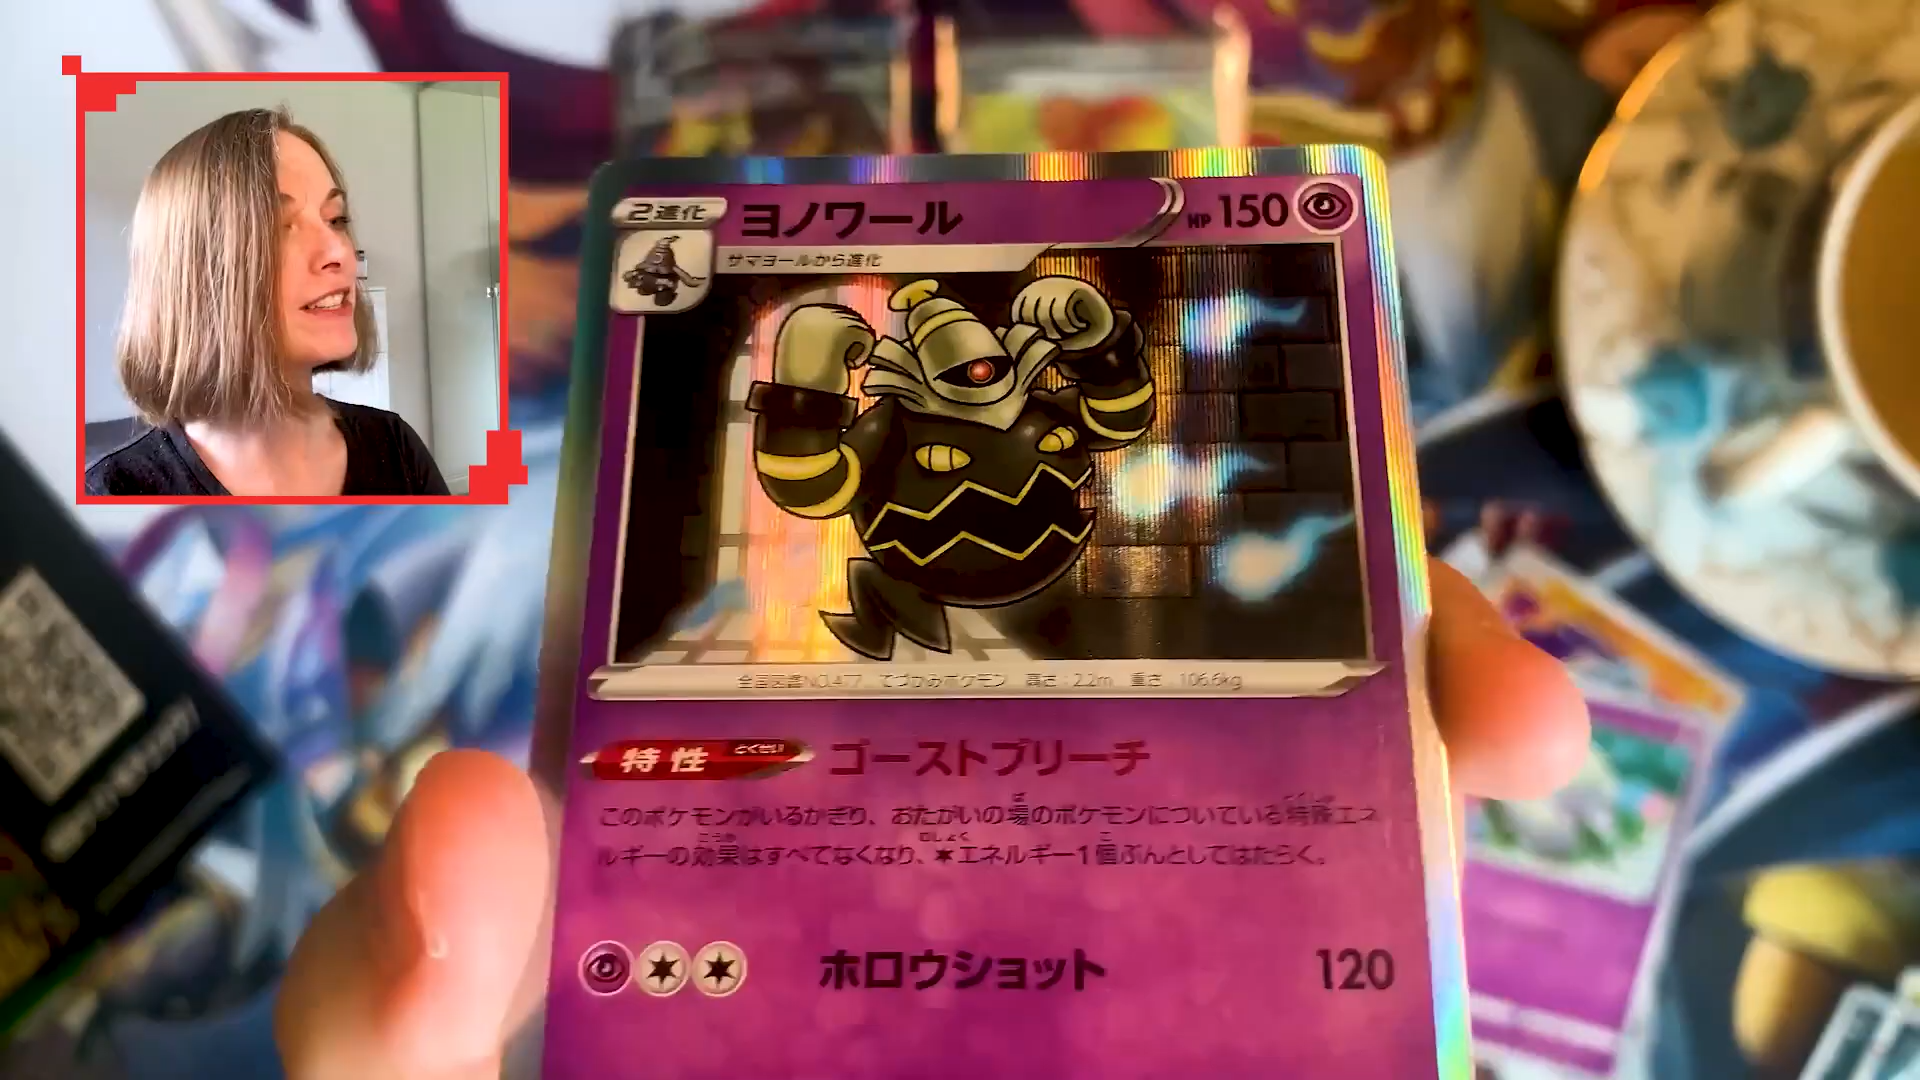 2進化
ヨノワール
HP 150
サマヨールから進化
全国図鑑NO.477 てづかみポケモン 高さ:2.2m 重さ:106.6kg
特性 とくせい
ゴーストブリーチ
このポケモンがいるかぎり、おたがいの場のポケモンについている特殊エネ
ルギーの効果はすべてなくなり、エネルギー1個ぶんとしてはたらく。
ホロウショット 120